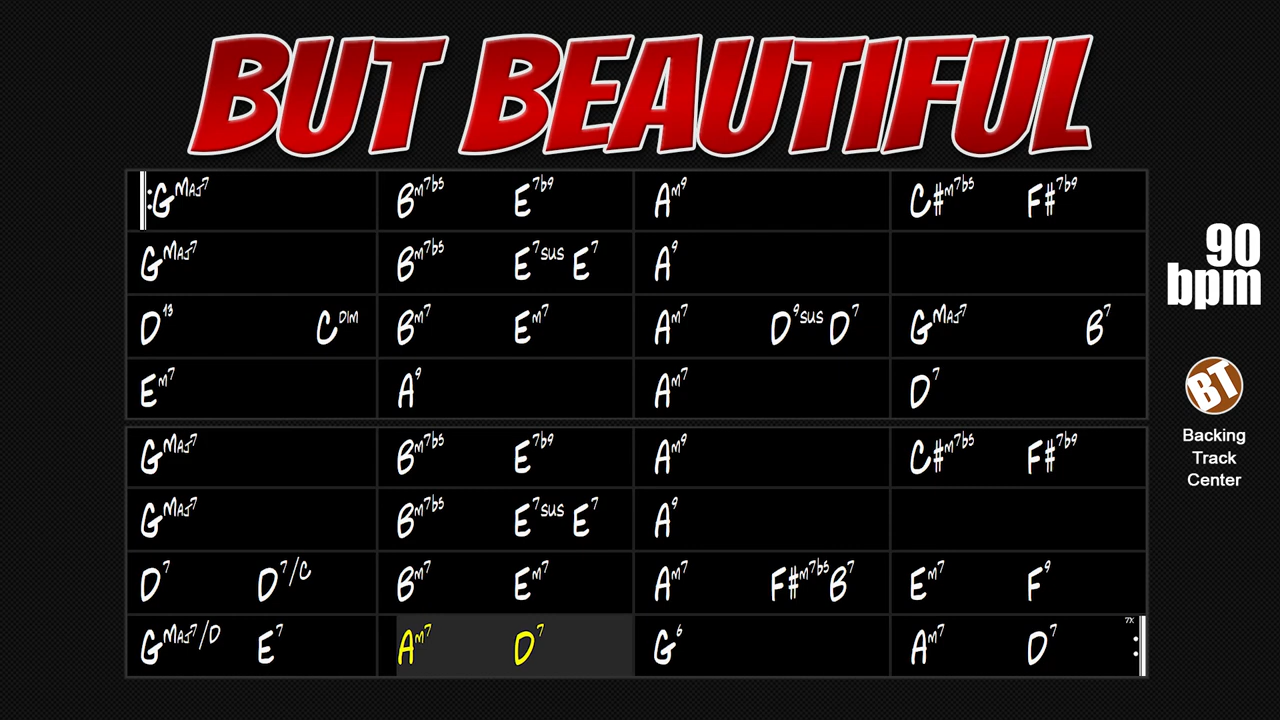 BUT BEAUTIFUL
GMaj7 Bm7b5 E7b9 Am9 C#m7b5 F#7b9
GMaj7 Bm7b5 E7sus E7 A9
D13 CDIM Bm7 Em7 Am7 D9sus D7 GMaj7 B7
Em7 A9 Am7 D7
GMaj7 Bm7b5 E7b9 Am9 C#m7b5 F#7b9
GMaj7 Bm7b5 E7sus E7 A9
D7 D7/C Bm7 Em7 Am7 F#m7b5 B7 Em7 F9
GMaj7/D E7 Am7 D7 G6 Am7 D7 7x
90
bpm
BT
Backing
Track
Center